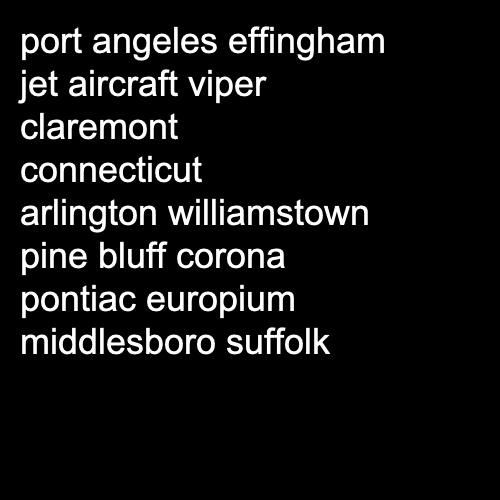 port angeles effingham
jet aircraft viper
claremont
connecticut
arlington williamstown
pine bluff corona
pontiac europium
middlesboro suffolk